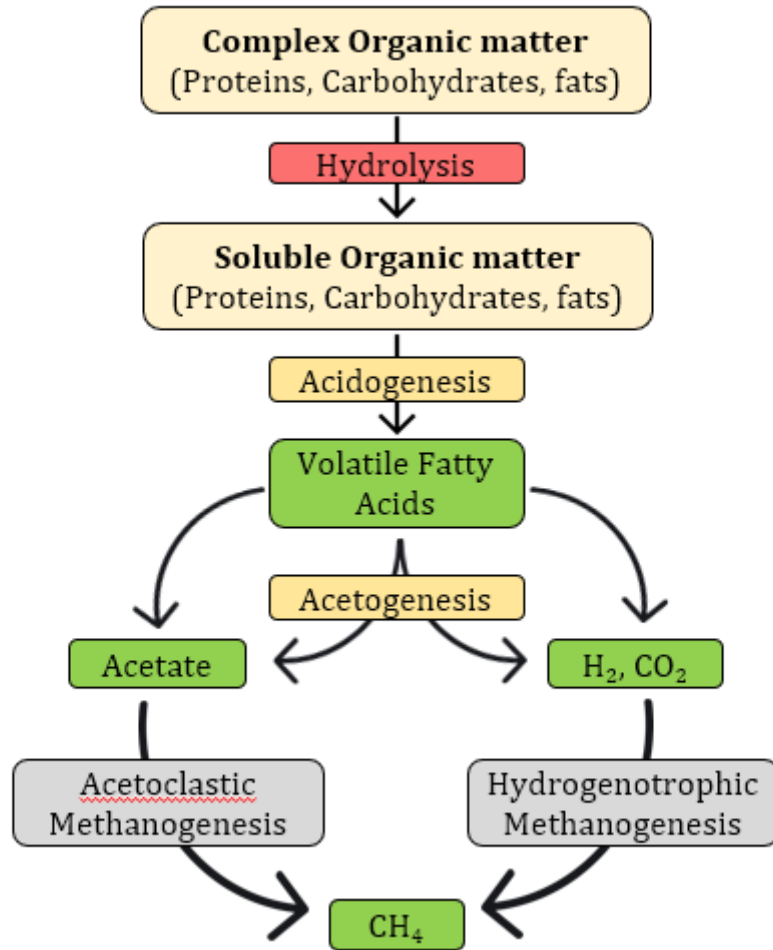 Complex Organic matter
(Proteins, Carbohydrates, fats)
Hydrolysis
Soluble Organic matter
(Proteins, Carbohydrates, fats)
Acidogenesis
Volatile Fatty
Acids
Acetogenesis
Acetate
H₂, CO₂
Acetoclastic
Methanogenesis
Hydrogenotrophic
Methanogenesis
CH₄